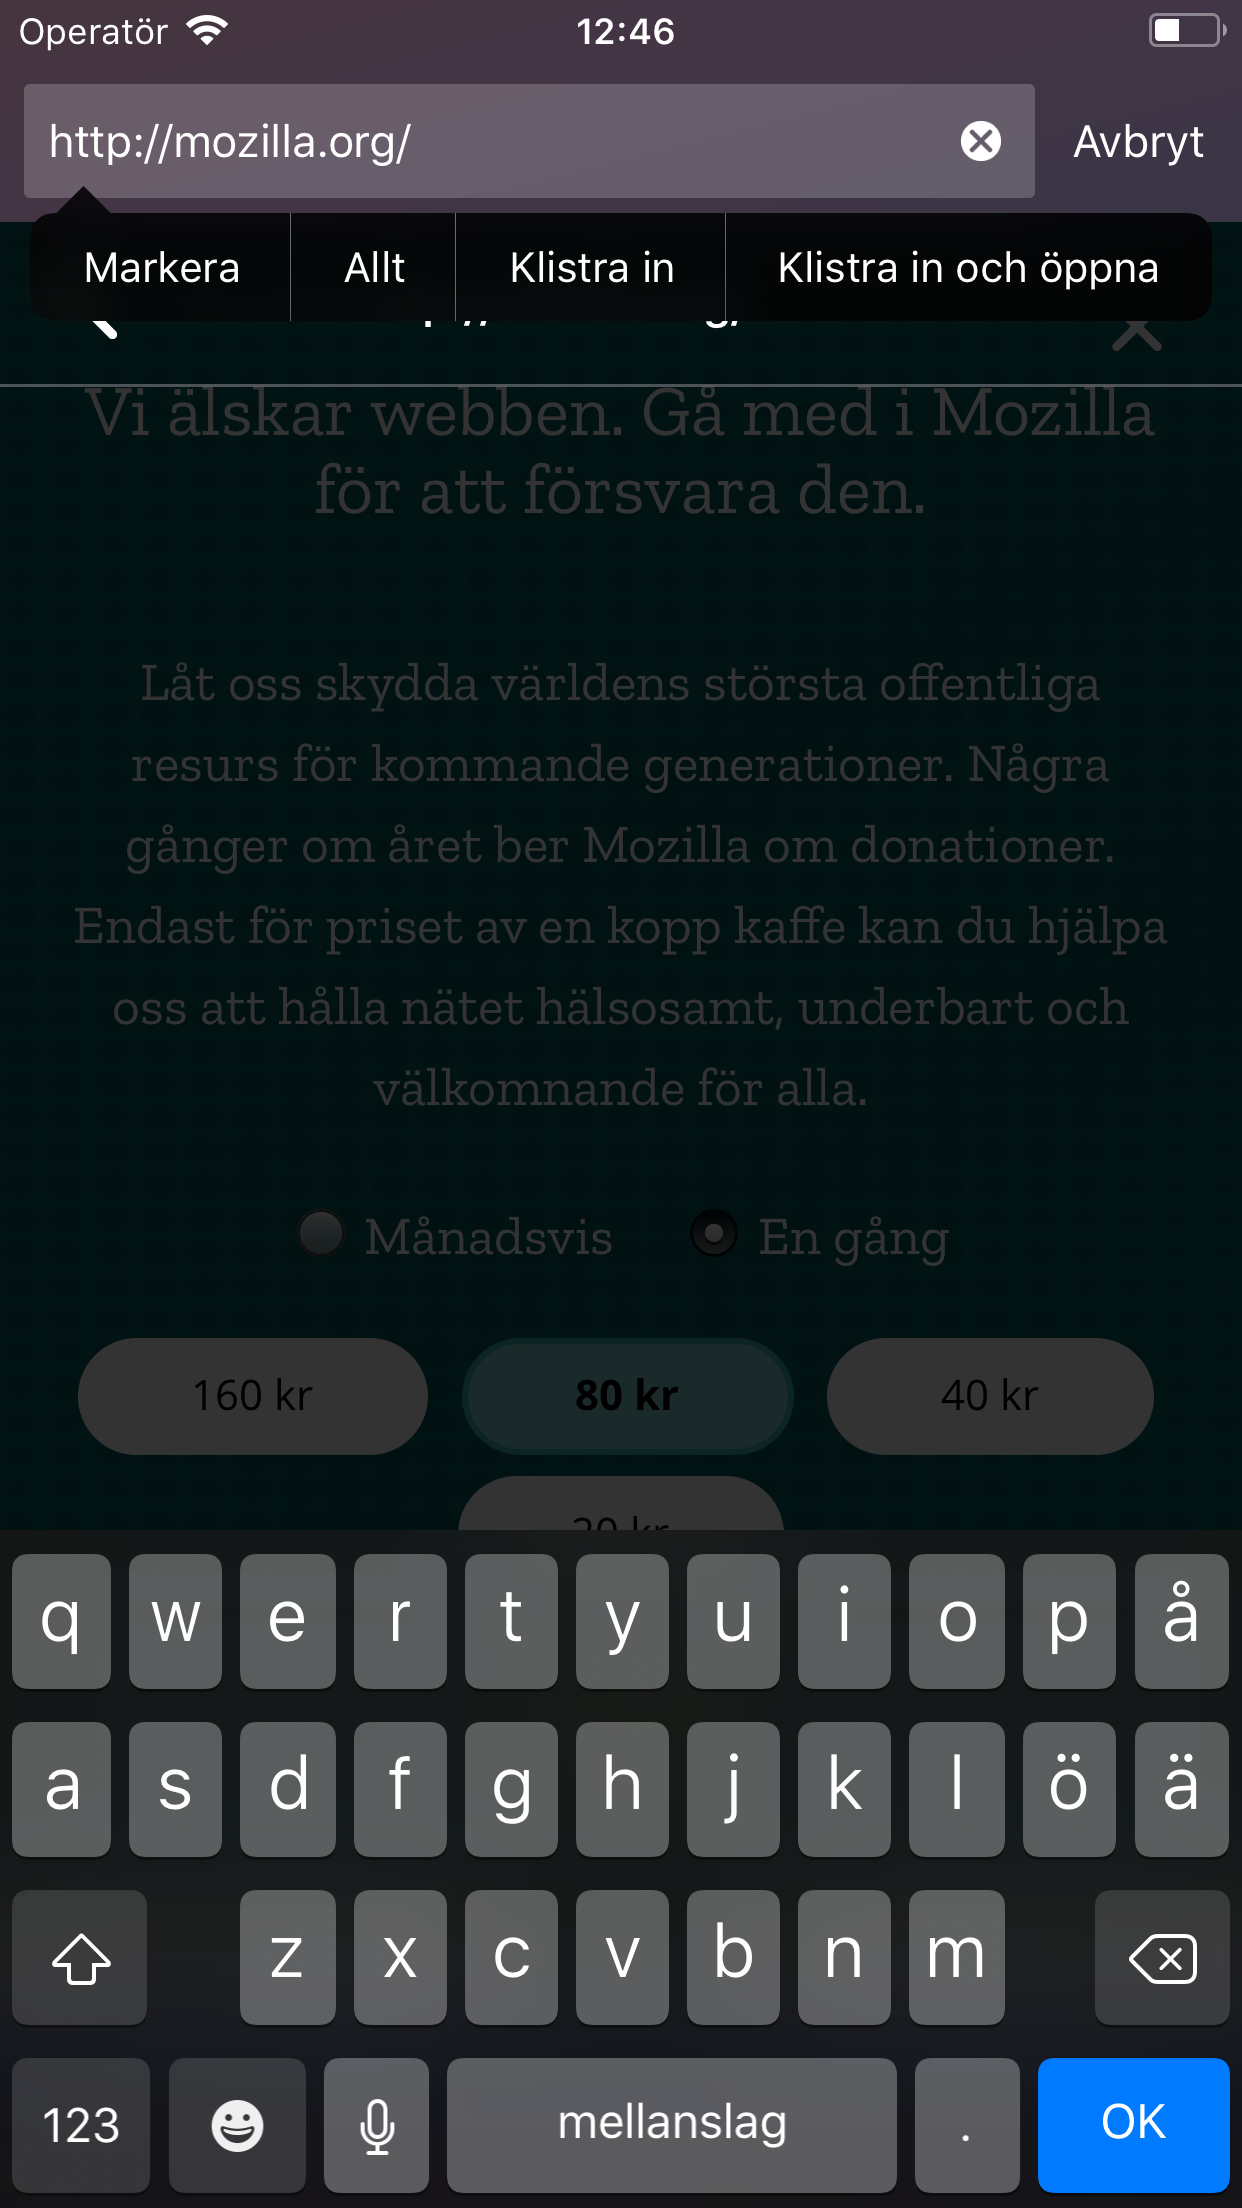 Operatör 12:46
http://mozilla.org/ Avbryt
Markera Allt Klistra in Klistra in och öppna
Vi älskar webben. Gå med i Mozilla
för att försvara den.
Låt oss skydda världens största offentliga
resurs för kommande generationer. Några
gånger om året ber Mozilla om donationer.
Endast för priset av en kopp kaffe kan du hjälpa
oss att hålla nätet hälsosamt, underbart och
välkomnande för alla.
Månadsvis En gång
160 kr 80 kr 40 kr
q w e r t y u i o p å
a s d f g h j k l ö ä
z x c v b n m
123 mellanslag . OK